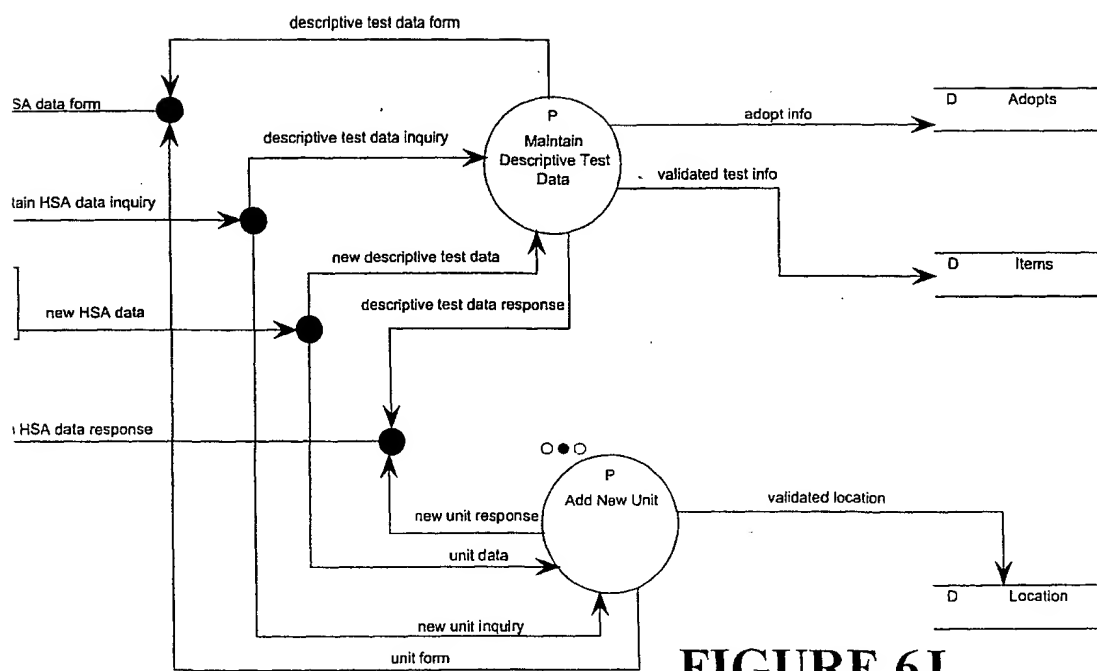 descriptive test data form
SA data form
P
Maintain
Descriptive Test
Data
adopt info
D Adopts
descriptive test data inquiry
validated test info
tain HSA data inquiry
new descriptive test data
D Items
descriptive test data response
new HSA data
HSA data response
P
Add New Unit
validated location
new unit response
unit data
D Location
new unit inquiry
unit form
FIGURE 6J